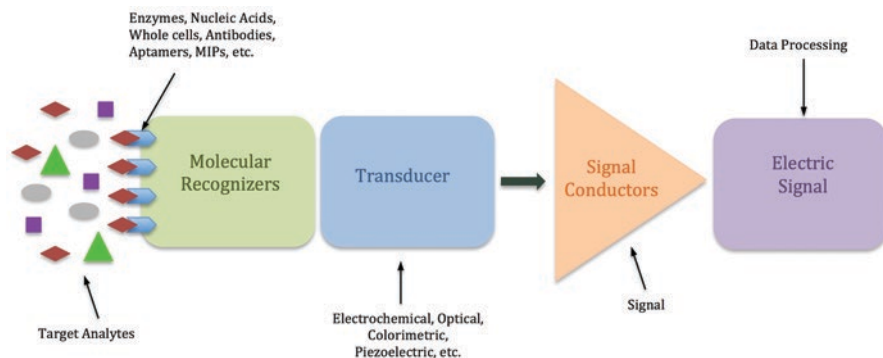 Enzymes, Nucleic Acids,
Whole cells, Antibodies,
Aptamers, MIPs, etc.
Data Processing
Molecular
Recognizers
Transducer
Signal
Conductors
Electric
Signal
Target Analytes
Electrochemical, Optical,
Colorimetric,
Piezoelectric, etc.
Signal